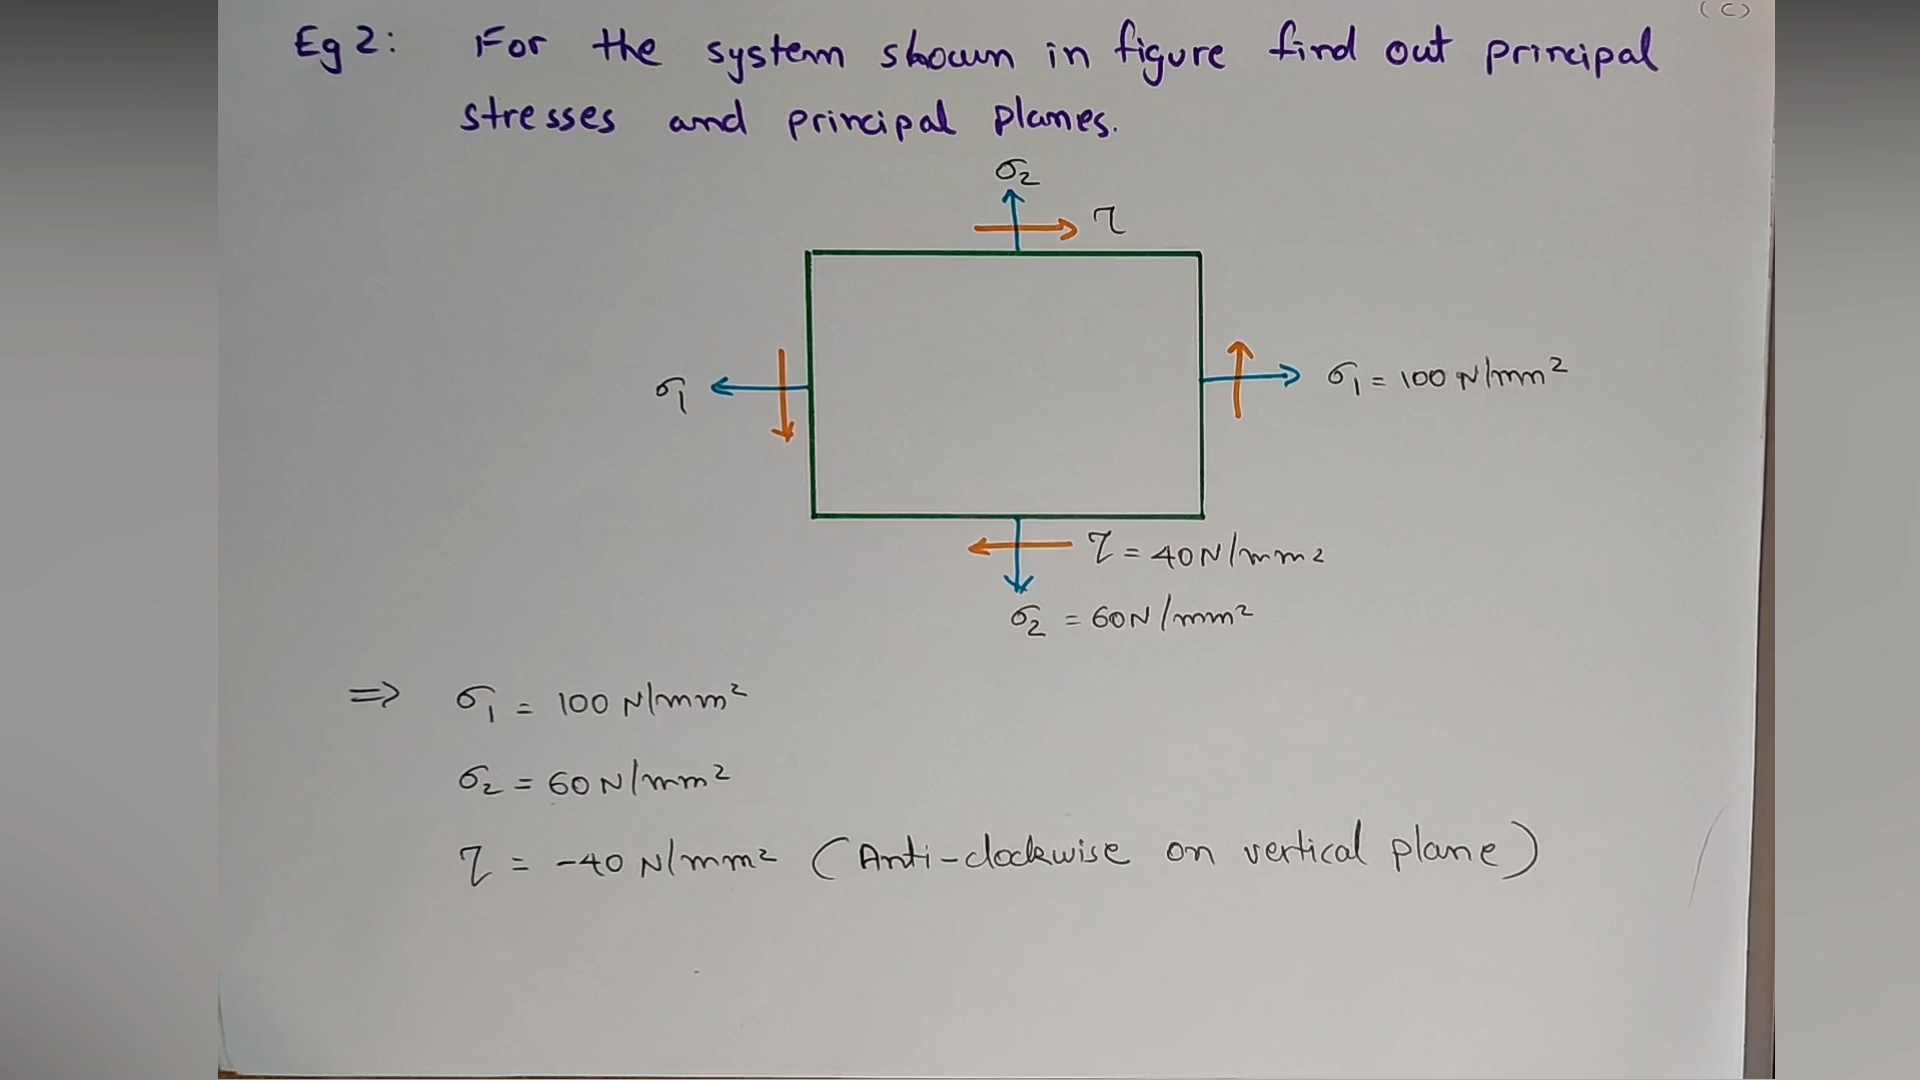 (C)
Eg 2: For the system shown in figure find out principal
stresses and principal planes.
σ2
τ
σ1
σ1 = 100 N/mm²
τ = 40 N/mm²
σ2 = 60 N/mm²
⇒ σ1 = 100 N/mm²
σ2 = 60 N/mm²
τ = -40 N/mm² (Anti-clockwise on vertical plane)